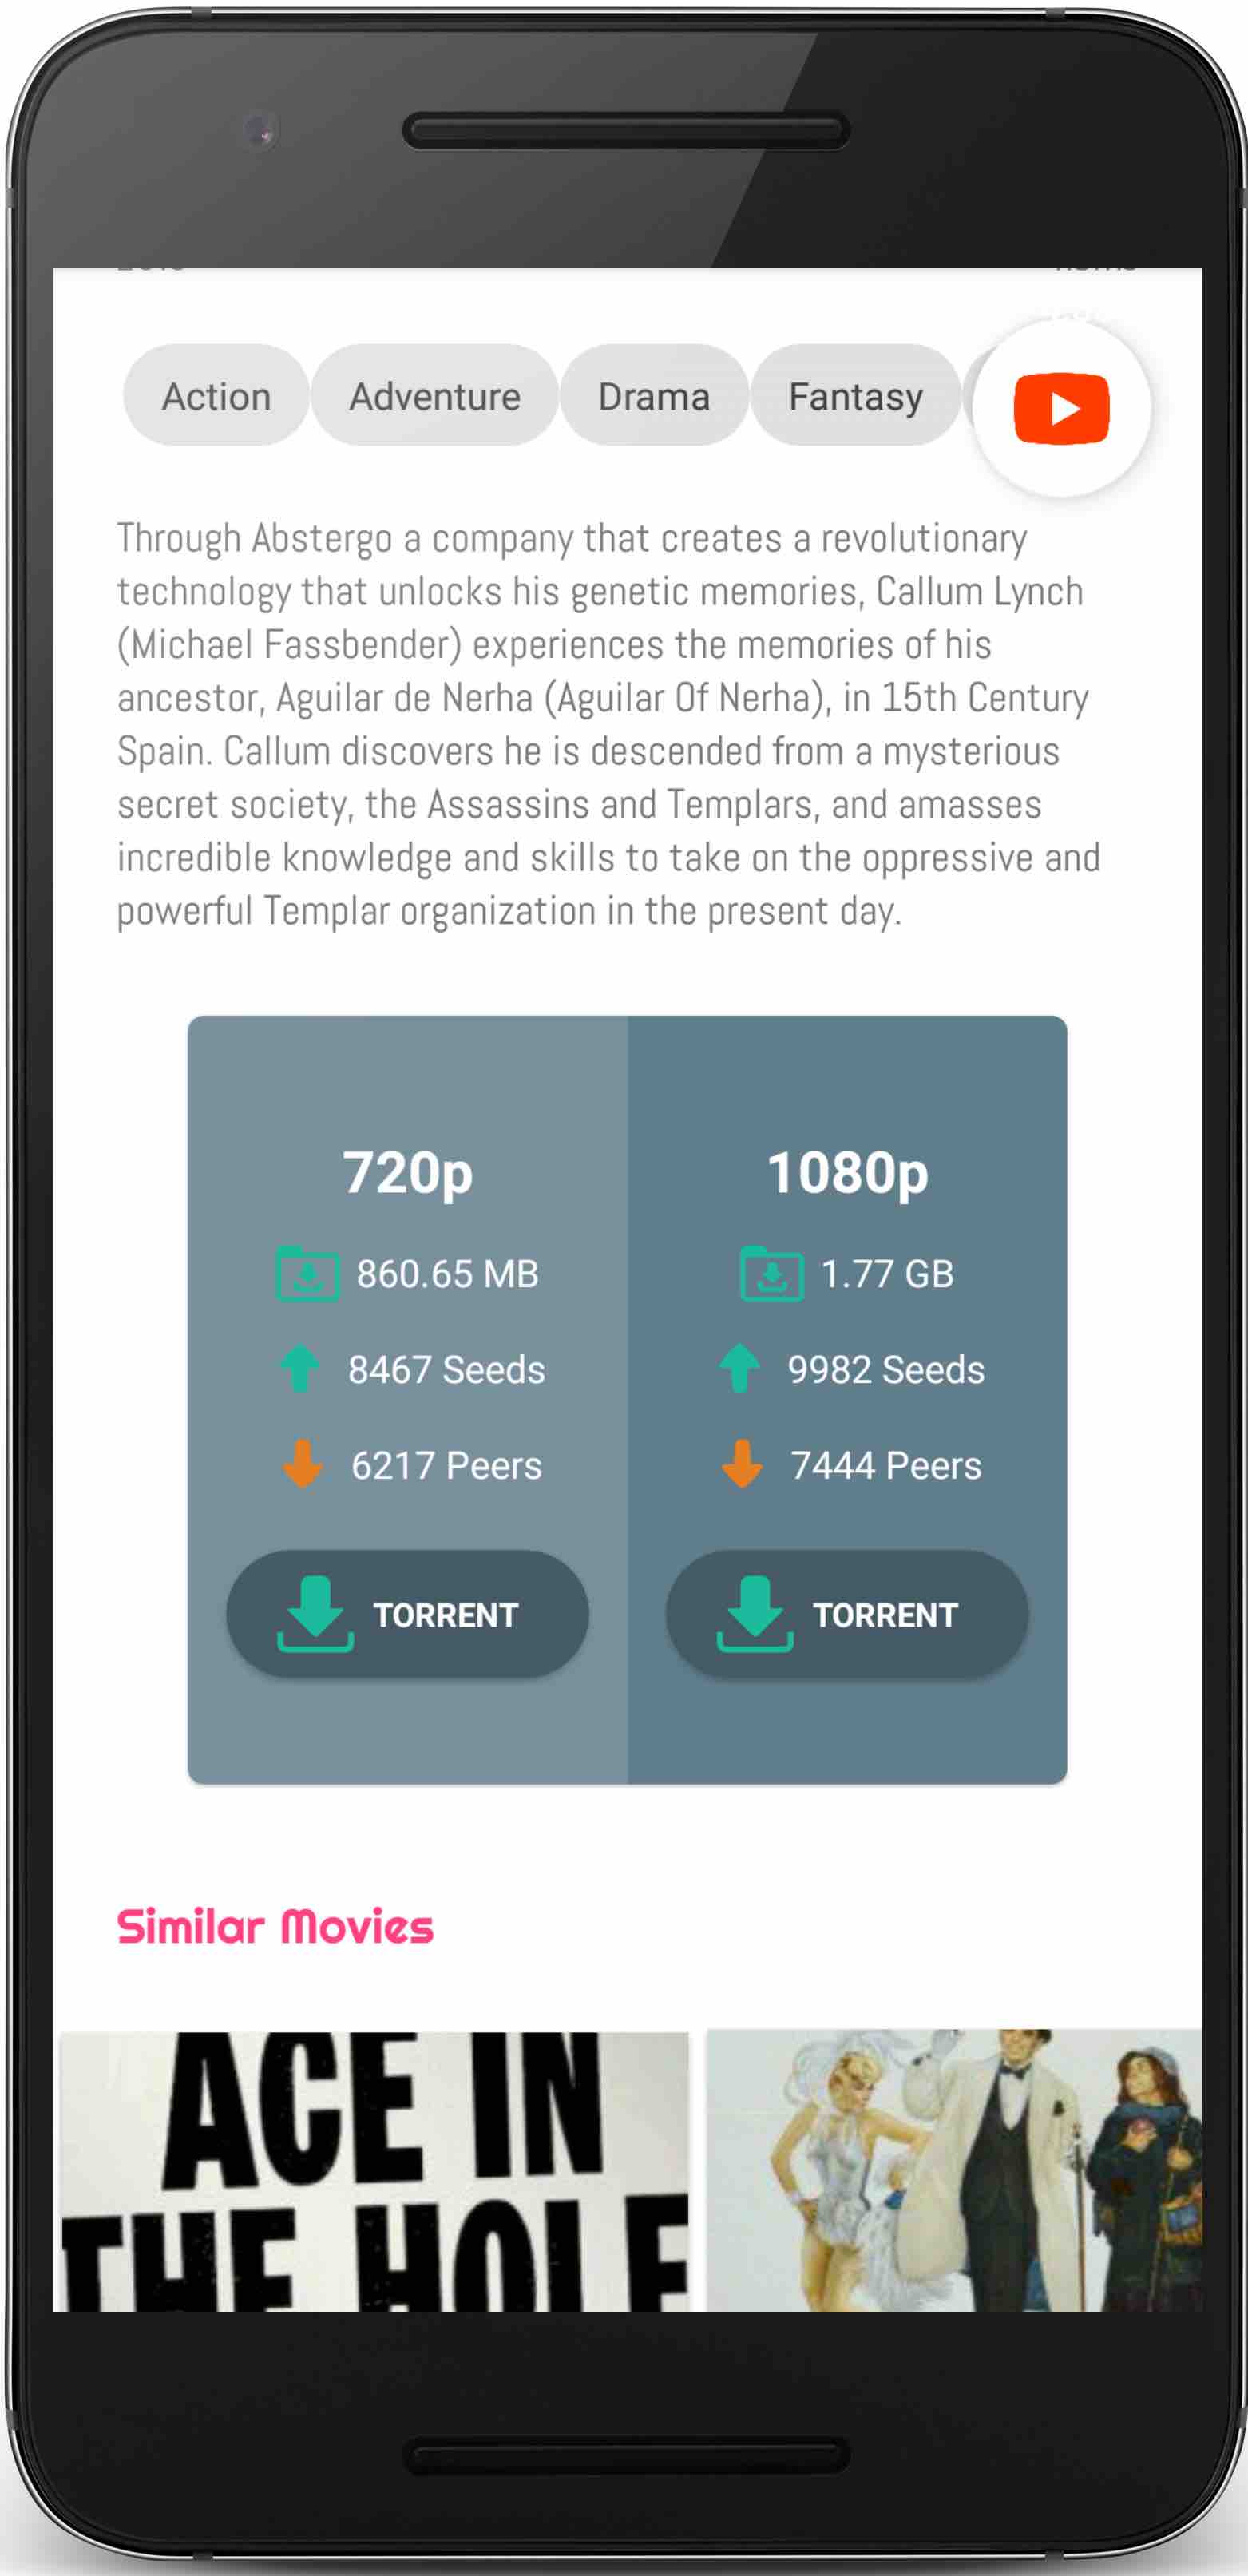 Action Adventure Drama Fantasy
Through Abstergo a company that creates a revolutionary
technology that unlocks his genetic memories, Callum Lynch
(Michael Fassbender) experiences the memories of his
ancestor, Aguilar de Nerha (Aguilar Of Nerha), in 15th Century
Spain. Callum discovers he is descended from a mysterious
secret society, the Assassins and Templars, and amasses
incredible knowledge and skills to take on the oppressive and
powerful Templar organization in the present day.
720p
860.65 MB
8467 Seeds
6217 Peers
TORRENT
1080p
1.77 GB
9982 Seeds
7444 Peers
TORRENT
Similar Movies
ACE IN
THE HOLE